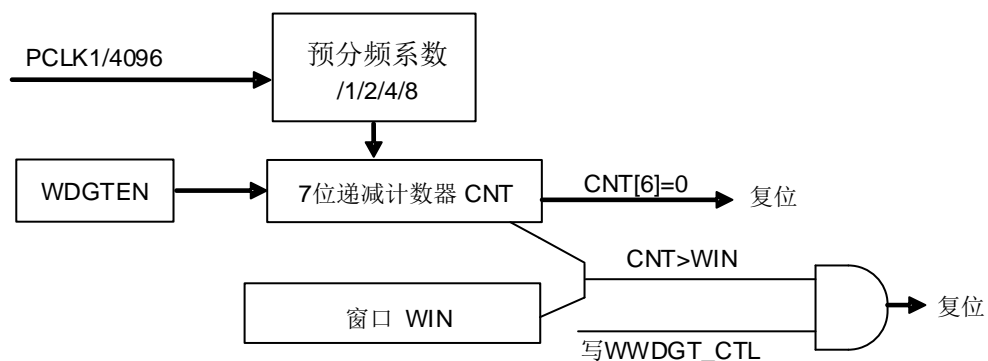 PCLK1/4096
预分频系数
/1/2/4/8
WDGTEN
7位递减计数器 CNT
CNT[6]=0
复位
CNT>WIN
窗口 WIN
复位
写WWDGT_CTL